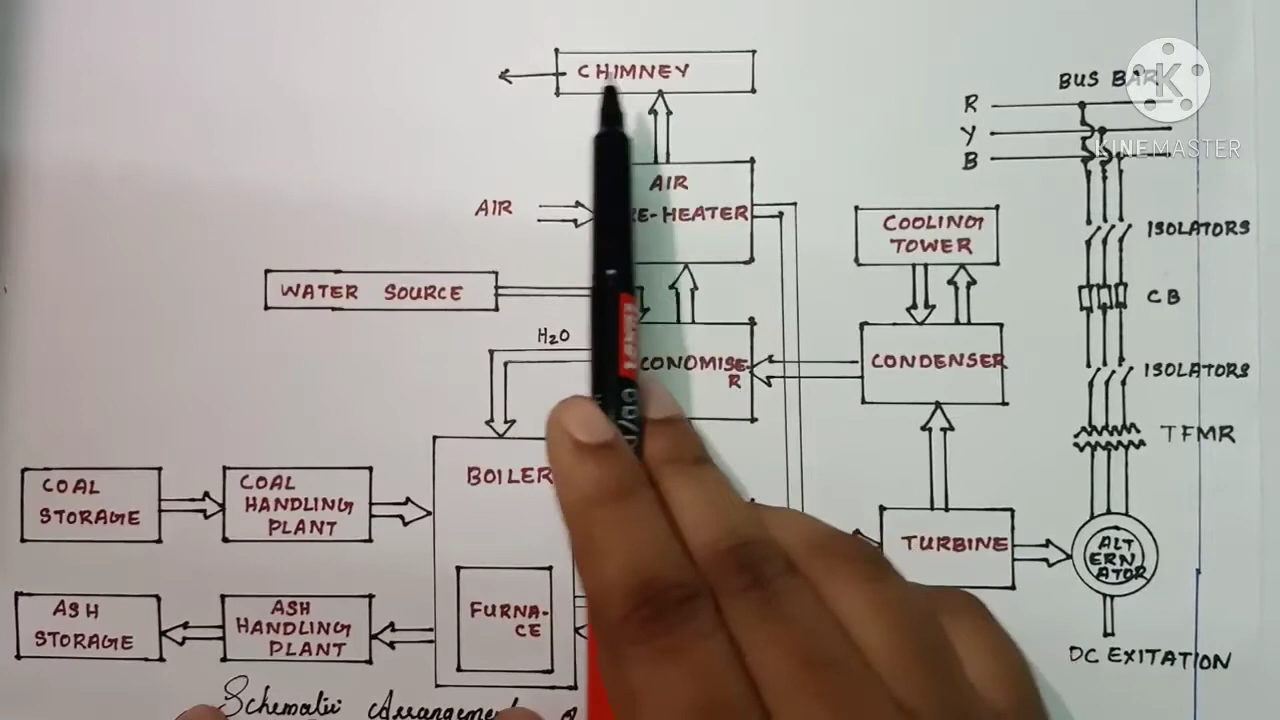 CHIMNEY
BUS BAR
R
Y
B
K
KINEMASTER
AIR
RE-HEATER
AIR
COOLING
TOWER
ISOLATORS
WATER SOURCE
CB
H2O
CONOMISE-
R
CONDENSER
ISOLATORS
TFMR
BOILER
COAL
STORAGE
COAL
HANDLING
PLANT
TURBINE
ALT
ERN
ATOR
ASH
STORAGE
ASH
HANDLING
PLANT
FURNA-
CE
DC EXITATION
Schematic Arrangement